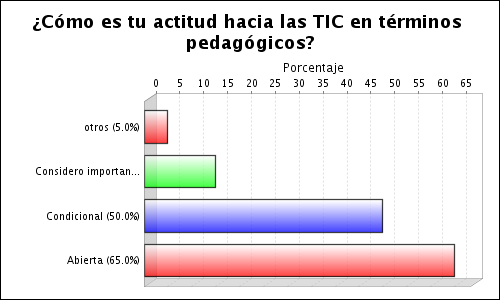 ¿Cómo es tu actitud hacia las TIC en términos
pedagógicos?
Porcentaje
0 5 10 15 20 25 30 35 40 45 50 55 60 65
otros (5.0%)
Considero importan...
Condicional (50.0%)
Abierta (65.0%)